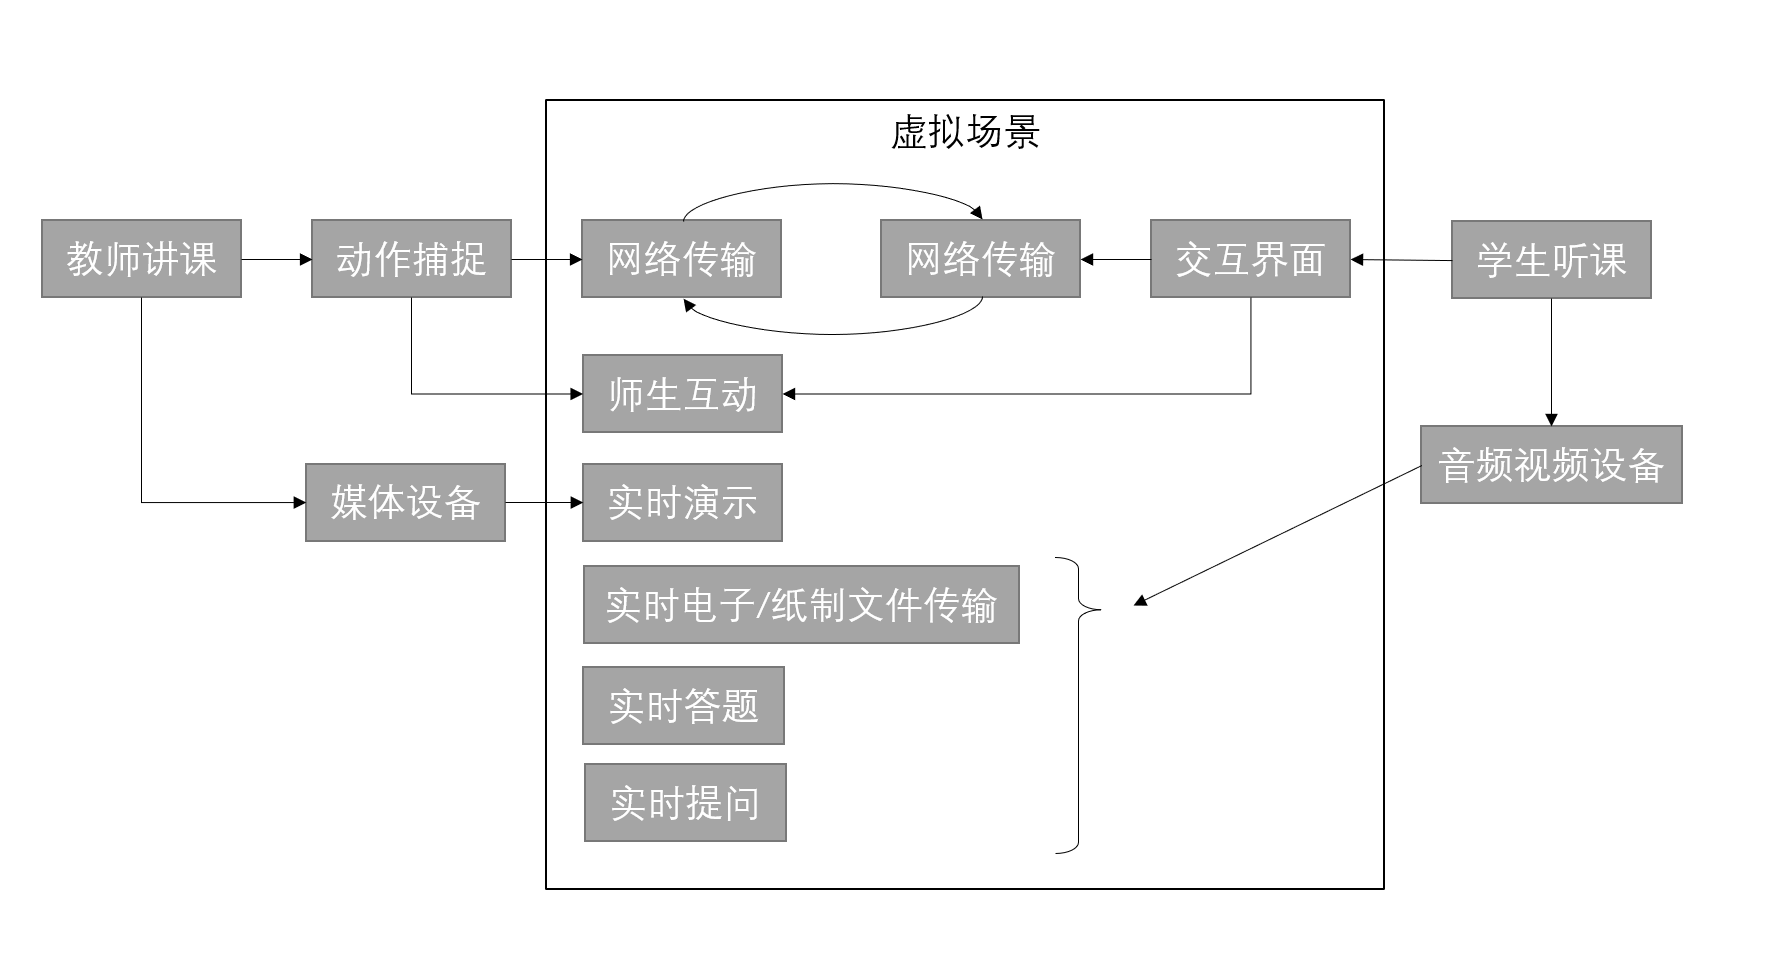 虚拟场景
教师讲课
动作捕捉
网络传输
网络传输
交互界面
学生听课
师生互动
音频视频设备
媒体设备
实时演示
实时电子/纸制文件传输
实时答题
实时提问